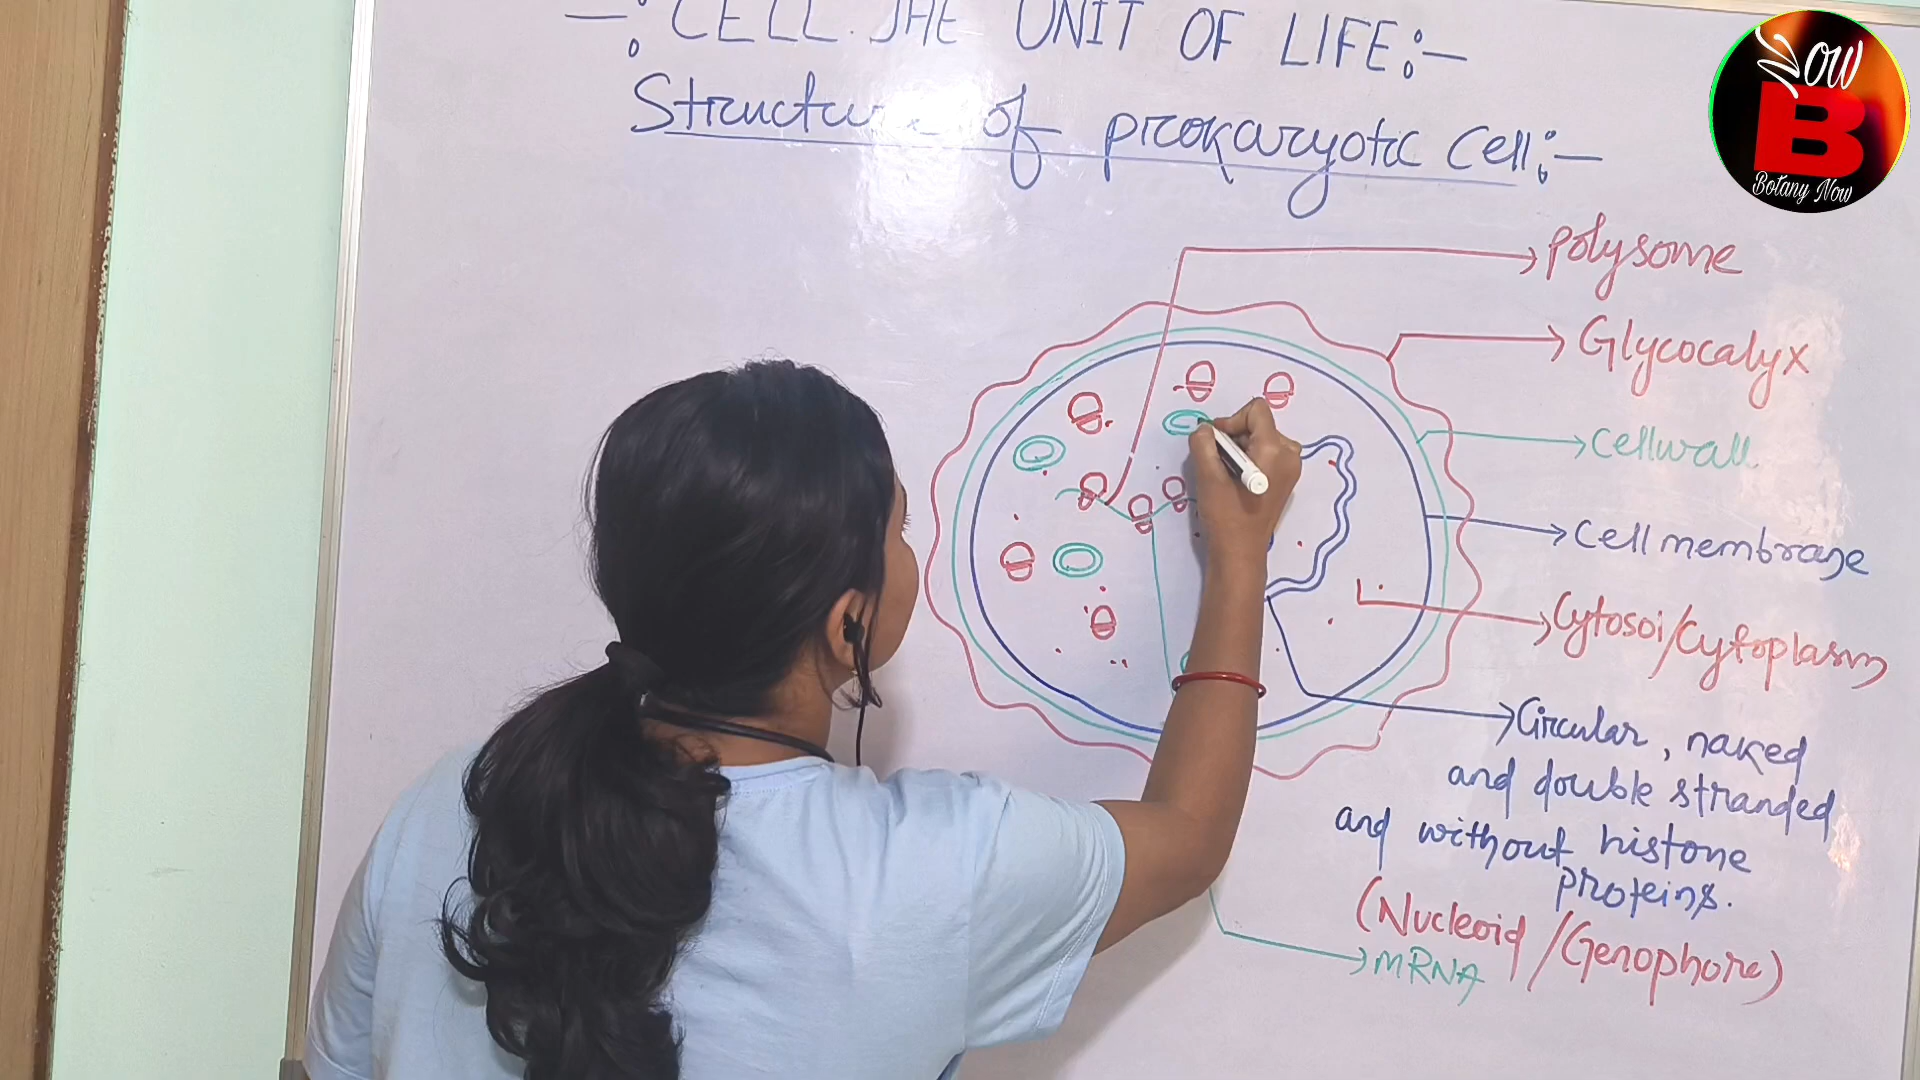 —: CELL THE UNIT OF LIFE:—
Structure of prokaryotic cell:—
Now
B
Botany Now
polysome
Glycocalyx
cellwall
cell membrane
Cytosol/Cytoplasm
Circular, naked
and double stranded
and without histone
proteins.
(Nucleoid/Genophore)
mRNA